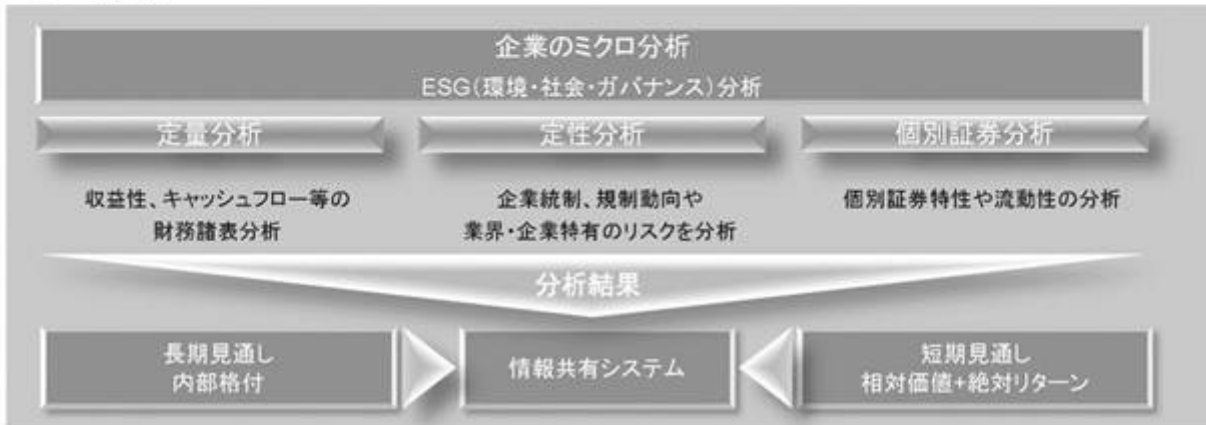 企業のミクロ分析
ESG(環境・社会・ガバナンス)分析
定量分析
収益性、キャッシュフロー等の
財務諸表分析
定性分析
企業統制、規制動向や
業界・企業特有のリスクを分析
個別証券分析
個別証券特性や流動性の分析
分析結果
長期見通し
内部格付
情報共有システム
短期見通し
相対価値+絶対リターン